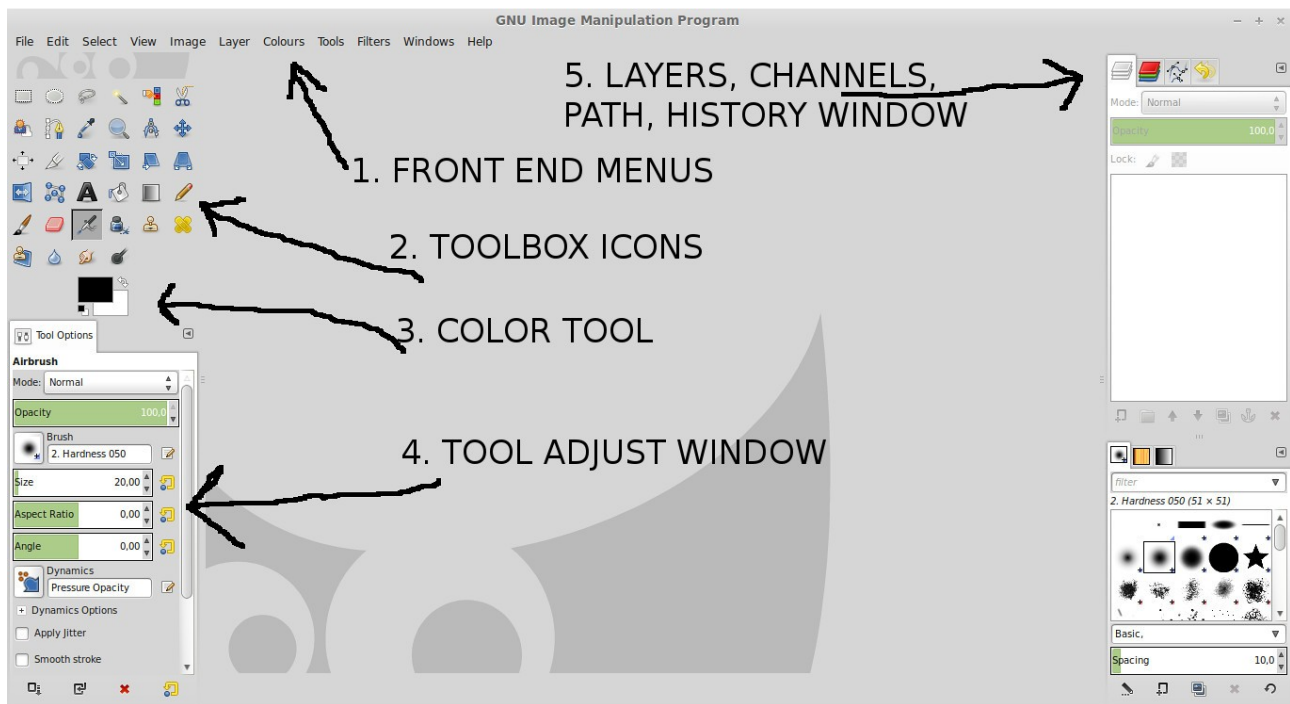 GNU Image Manipulation Program
File Edit Select View Image Layer Colours Tools Filters Windows Help
5. LAYERS, CHANNELS,
PATH, HISTORY WINDOW
1. FRONT END MENUS
2. TOOLBOX ICONS
3. COLOR TOOL
4. TOOL ADJUST WINDOW
Tool Options
Airbrush
Mode: Normal
Opacity 100,0
Brush
2. Hardness 050
Size 20,00
Aspect Ratio 0,00
Angle 0,00
Dynamics
Pressure Opacity
Dynamics Options
Apply Jitter
Smooth stroke
Mode: Normal
Opacity 100,0
Lock:
filter
2. Hardness 050 (51 × 51)
Basic,
Spacing 10,0